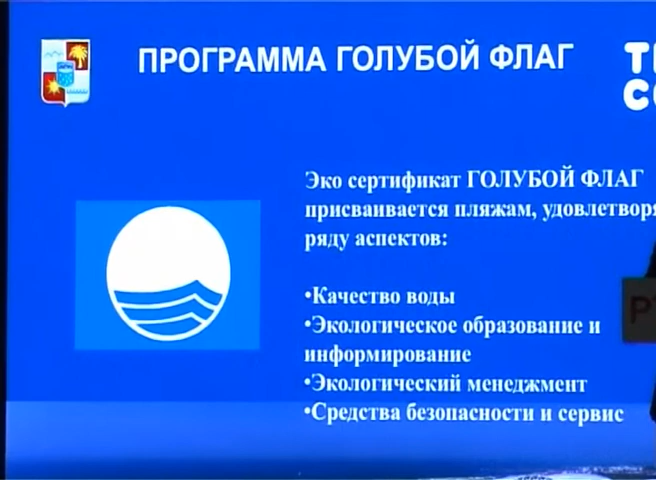 ПРОГРАММА ГОЛУБОЙ ФЛАГ
Эко сертификат ГОЛУБОЙ ФЛАГ
присваивается пляжам,
ряду аспектов:
•Качество воды
•Экологическое образование и
информирование
•Экологический менеджмент
•Средства безопасности и сервис